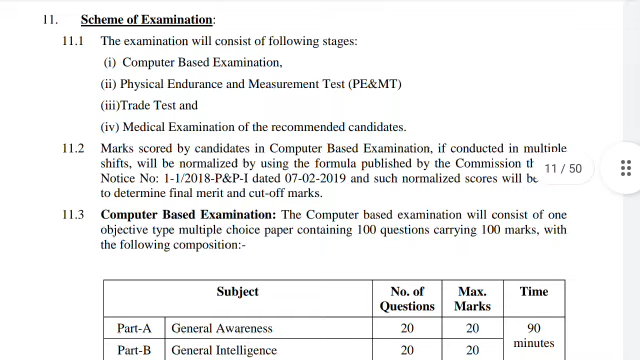 11. Scheme of Examination:
11.1 The examination will consist of following stages:
(i) Computer Based Examination,
(ii) Physical Endurance and Measurement Test (PE&MT)
(iii)Trade Test and
(iv) Medical Examination of the recommended candidates.
11.2 Marks scored by candidates in Computer Based Examination, if conducted in multiple
shifts, will be normalized by using the formula published by the Commission
Notice No: 1-1/2018-P&P-I dated 07-02-2019 and such normalized scores will
to determine final merit and cut-off marks.
11 / 50
11.3 Computer Based Examination: The Computer based examination will consist of one
objective type multiple choice paper containing 100 questions carrying 100 marks, with
the following composition:-
Subject No. of Questions Max. Marks Time
Part-A General Awareness 20 20 90 minutes
Part-B General Intelligence 20 20